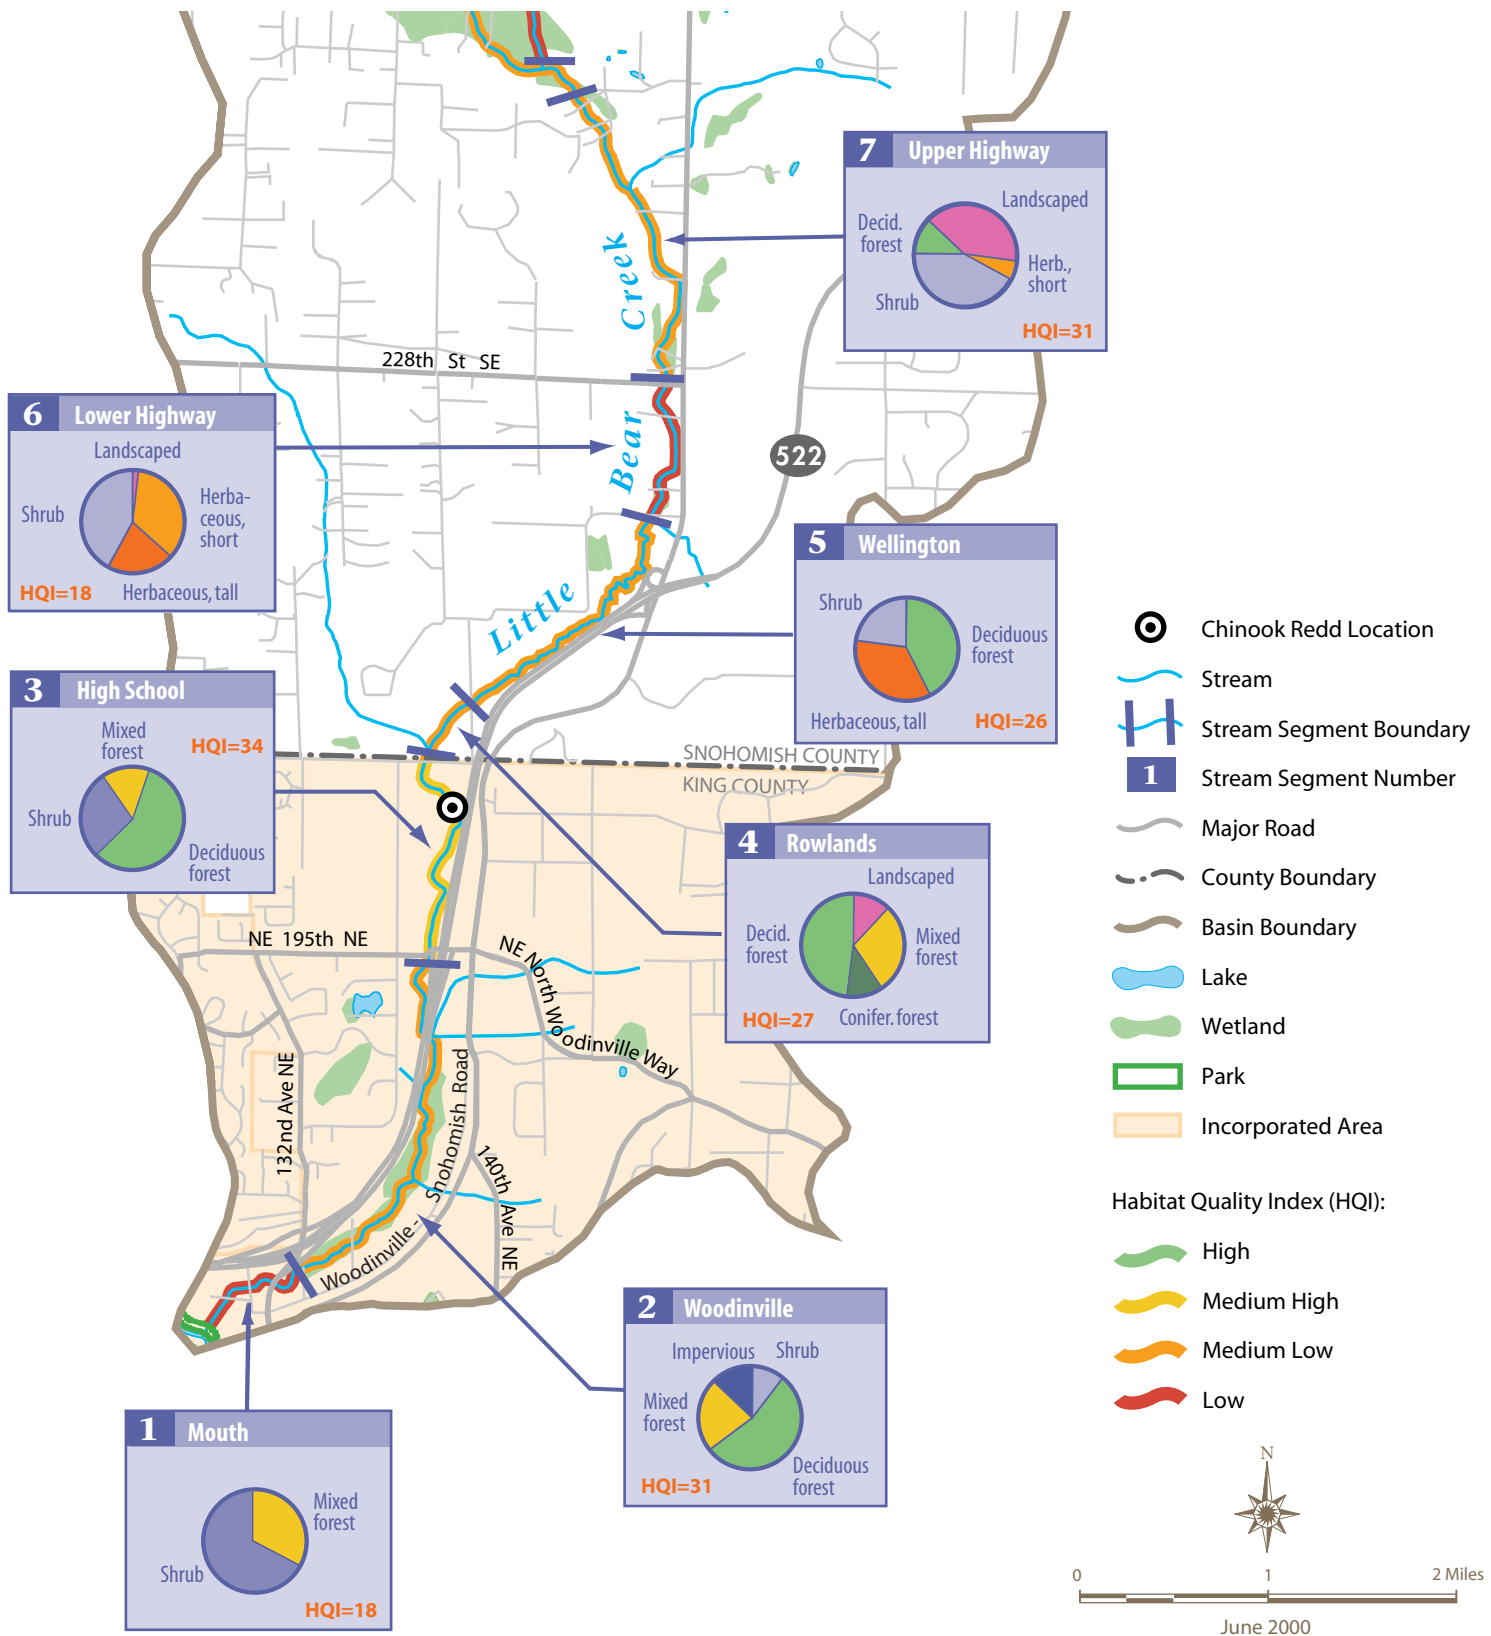 7 Upper Highway
Landscaped
Decid.
forest
Herb.,
short
Shrub
HQI=31
Creek
228th St SE
6 Lower Highway
Landscaped
Shrub
Herba-
ceous,
short
HQI=18
Herbaceous, tall
Bear
522
5 Wellington
Shrub
Deciduous
forest
Herbaceous, tall
HQI=26
Little
3 High School
Mixed
forest
HQI=34
Shrub
Deciduous
forest
SNOHOMISH COUNTY
KING COUNTY
4 Rowlands
Landscaped
Decid.
forest
Mixed
forest
HQI=27
Conifer. forest
NE 195th NE
NE North Woodinville Way
132nd Ave NE
Woodinville - Snohomish Road
140th Ave NE
2 Woodinville
Impervious
Shrub
Mixed
forest
HQI=31
Deciduous
forest
1 Mouth
Mixed
forest
Shrub
HQI=18
Chinook Redd Location
Stream
Stream Segment Boundary
1 Stream Segment Number
Major Road
County Boundary
Basin Boundary
Lake
Wetland
Park
Incorporated Area
Habitat Quality Index (HQI):
High
Medium High
Medium Low
Low
N
0 1 2 Miles
June 2000